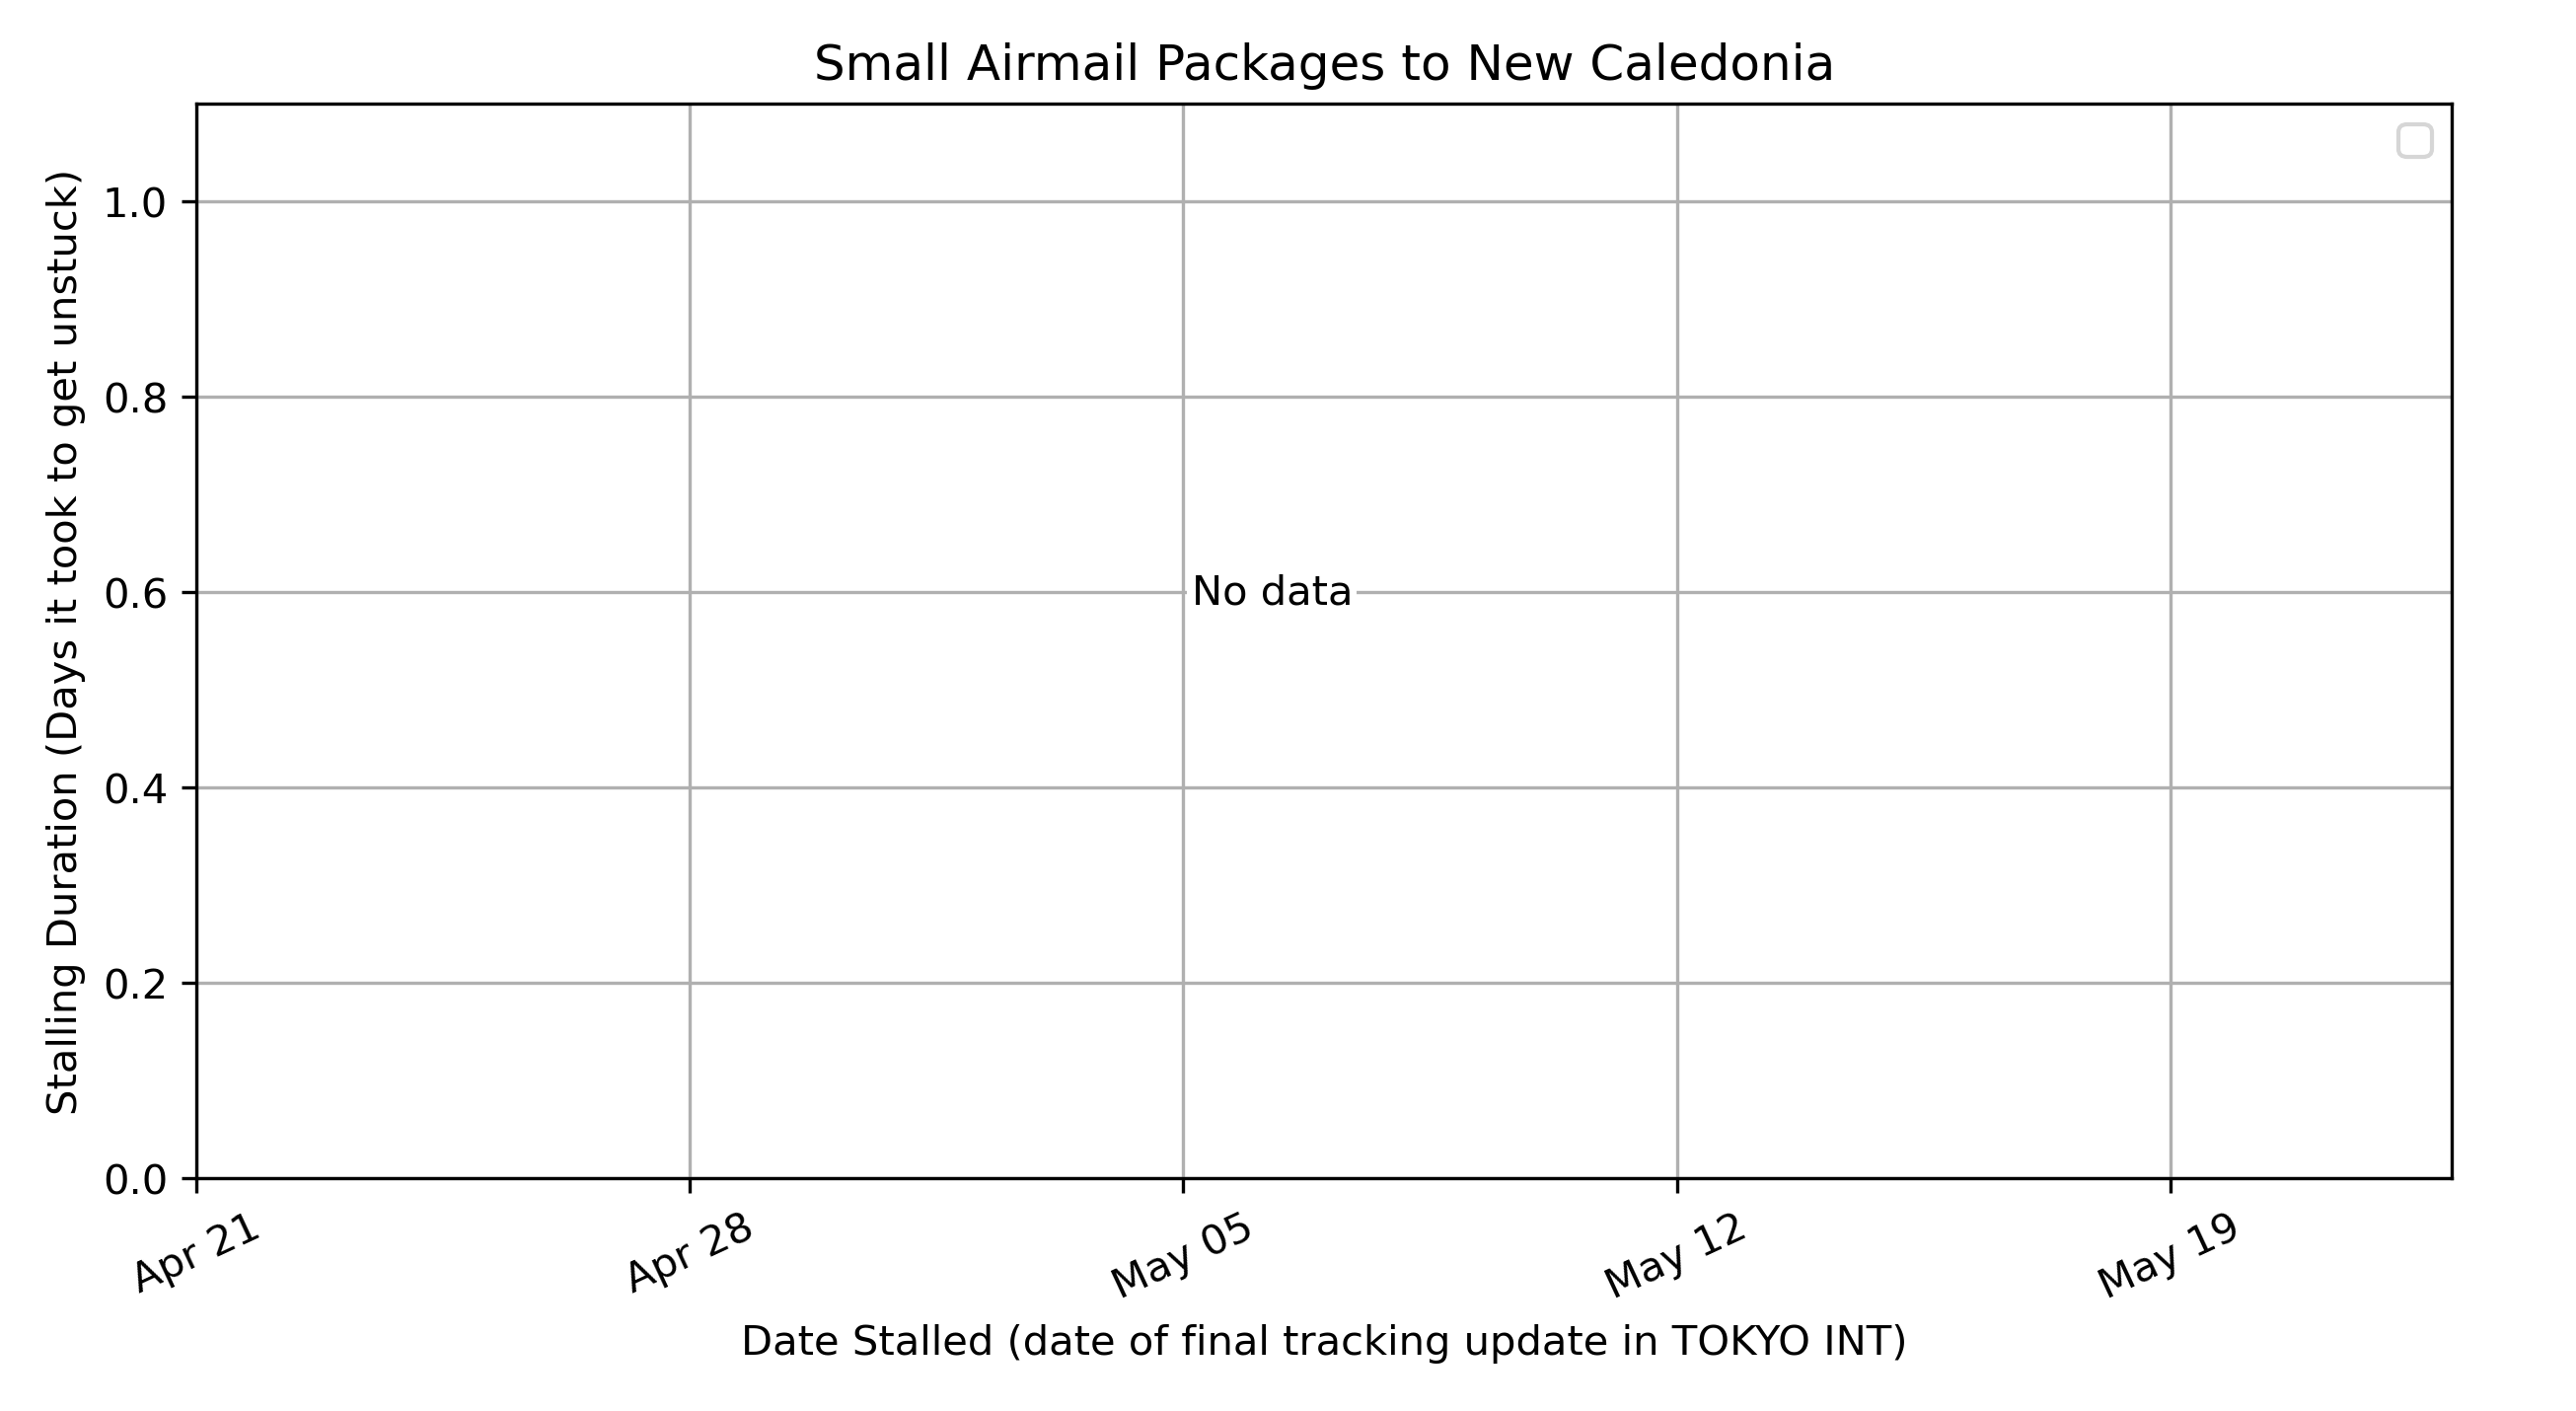 Small Airmail Packages to New Caledonia
Stalling Duration (Days it took to get unstuck)
1.0
0.8
0.6
0.4
0.2
0.0
No data
Apr 21
Apr 28
May 05
May 12
May 19
Date Stalled (date of final tracking update in TOKYO INT)